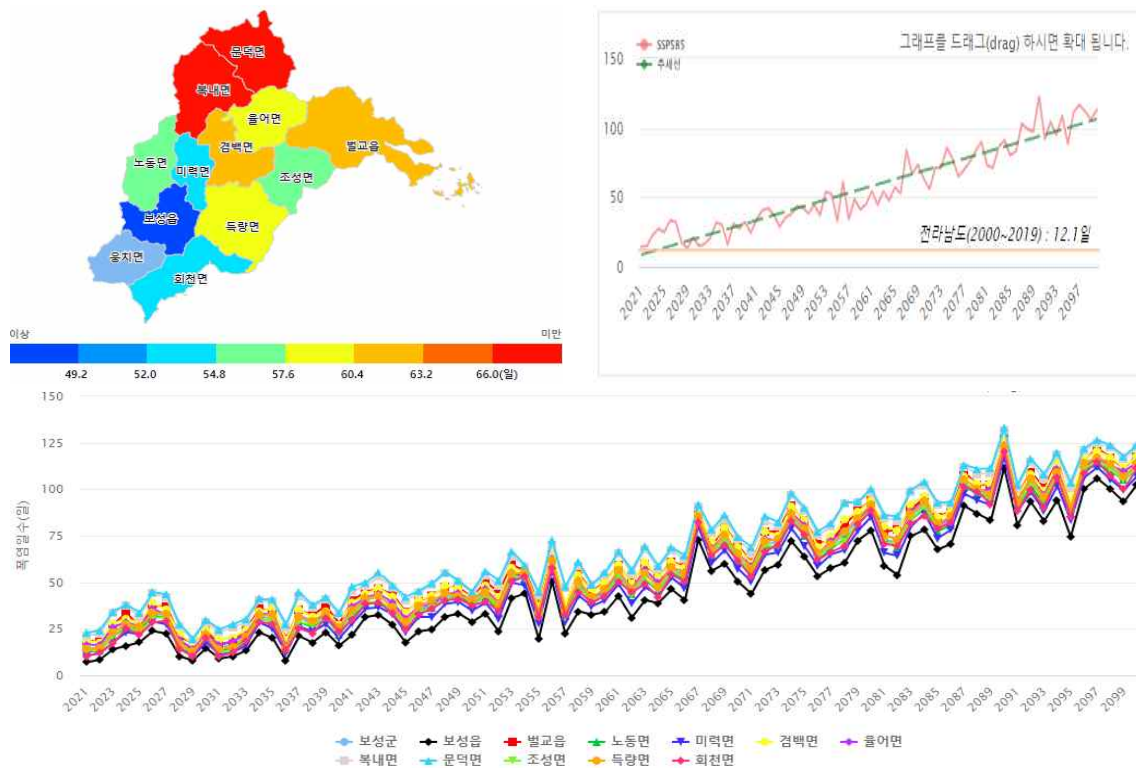 문덕면
복내면
율어면
겸백면
벌교읍
노동면
미력면
조성면
보성읍
득량면
웅치면
회천면
이상
미만
49.2 52.0 54.8 57.6 60.4 63.2 66.0(일)
SSP585
추세선
그래프를 드래그(drag) 하시면 확대 됩니다.
150
100
50
0
전라남도(2000~2019) : 12.1일
2021 2025 2029 2033 2037 2041 2045 2049 2053 2057 2061 2065 2069 2073 2077 2081 2085 2089 2093 2097
폭염일수(일)
150
125
100
75
50
25
0
2021 2023 2025 2027 2029 2031 2033 2035 2037 2039 2041 2043 2045 2047 2049 2051 2053 2055 2057 2059 2061 2063 2065 2067 2069 2071 2073 2075 2077 2079 2081 2083 2085 2087 2089 2091 2093 2095 2097 2099
보성군 보성읍 벌교읍 노동면 미력면 겸백면 율어면
복내면 문덕면 조성면 득량면 회천면